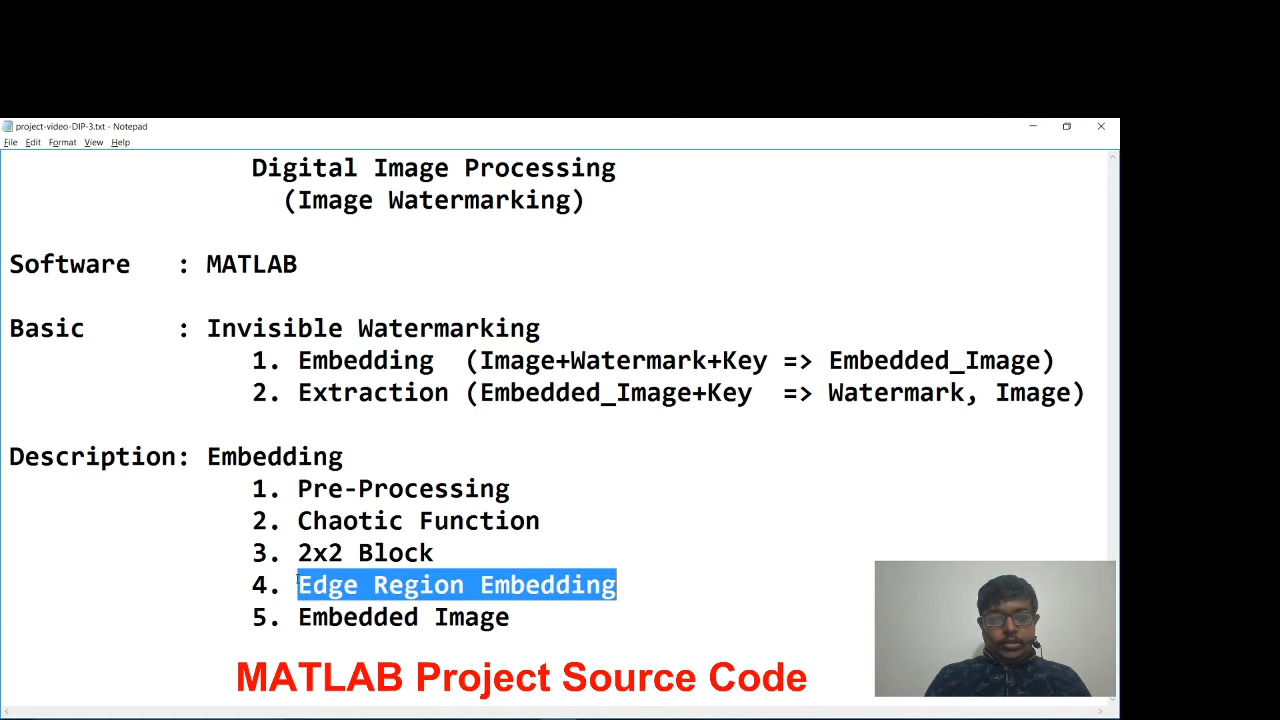 project-video-DIP-3.txt - Notepad
File Edit Format View Help
Digital Image Processing
(Image Watermarking)
Software : MATLAB
Basic : Invisible Watermarking
1. Embedding (Image+Watermark+Key => Embedded_Image)
2. Extraction (Embedded_Image+Key => Watermark, Image)
Description: Embedding
1. Pre-Processing
2. Chaotic Function
3. 2x2 Block
4. Edge Region Embedding
5. Embedded Image
MATLAB Project Source Code